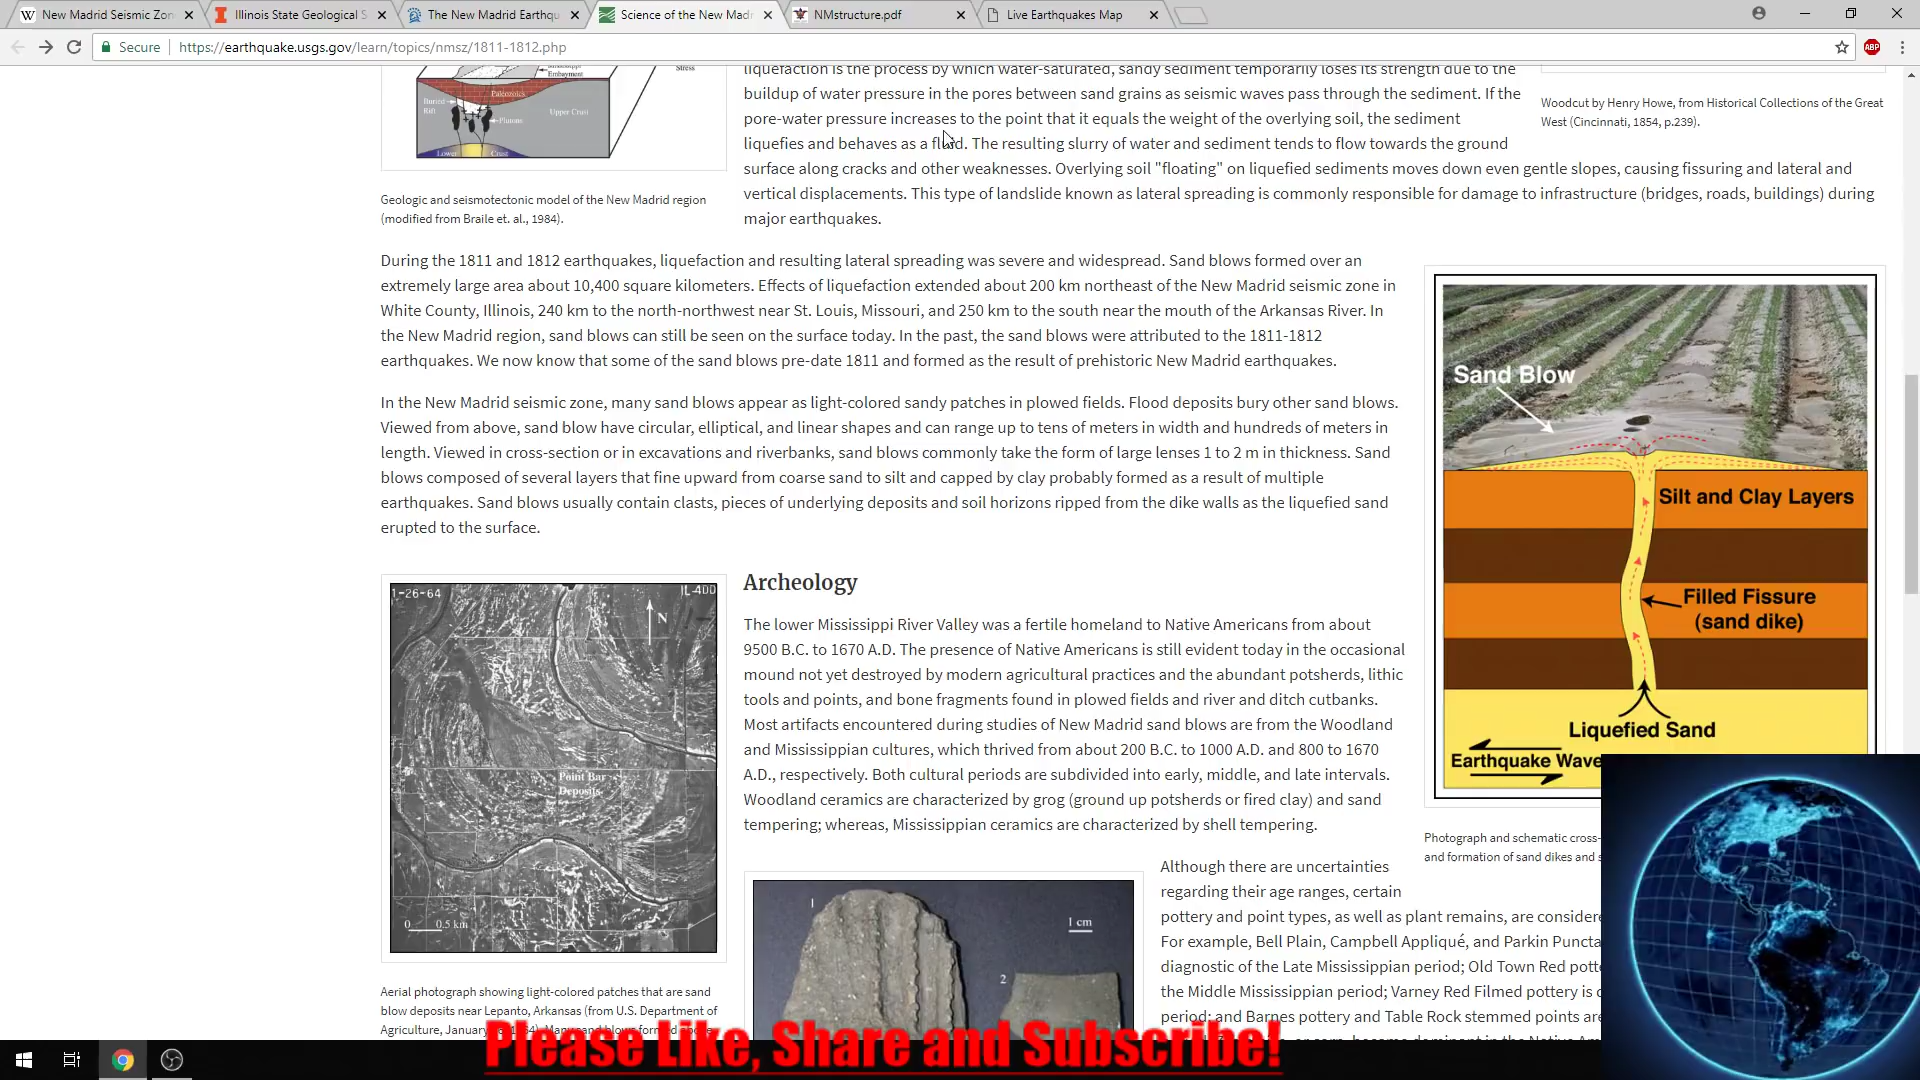 New Madrid Seismic Zon
Illinois State Geological S
The New Madrid Earthqu
Science of the New Madr
NMstructure.pdf
Live Earthquakes Map
Secure
https://earthquake.usgs.gov/learn/topics/nmsz/1811-1812.php
ABP
Embayment
Stress
Paleozoics
Buried
Rift
Upper Crust
Plutons
Lower
Crust
Geologic and seismotectonic model of the New Madrid region
(modified from Braile et. al., 1984).
liquefaction is the process by which water-saturated, sandy sediment temporarily loses its strength due to the
buildup of water pressure in the pores between sand grains as seismic waves pass through the sediment. If the
pore-water pressure increases to the point that it equals the weight of the overlying soil, the sediment
liquefies and behaves as a fluid. The resulting slurry of water and sediment tends to flow towards the ground
surface along cracks and other weaknesses. Overlying soil "floating" on liquefied sediments moves down even gentle slopes, causing fissuring and lateral and
vertical displacements. This type of landslide known as lateral spreading is commonly responsible for damage to infrastructure (bridges, roads, buildings) during
major earthquakes.
Woodcut by Henry Howe, from Historical Collections of the Great
West (Cincinnati, 1854, p.239).
During the 1811 and 1812 earthquakes, liquefaction and resulting lateral spreading was severe and widespread. Sand blows formed over an
extremely large area about 10,400 square kilometers. Effects of liquefaction extended about 200 km northeast of the New Madrid seismic zone in
White County, Illinois, 240 km to the north-northwest near St. Louis, Missouri, and 250 km to the south near the mouth of the Arkansas River. In
the New Madrid region, sand blows can still be seen on the surface today. In the past, the sand blows were attributed to the 1811-1812
earthquakes. We now know that some of the sand blows pre-date 1811 and formed as the result of prehistoric New Madrid earthquakes.
In the New Madrid seismic zone, many sand blows appear as light-colored sandy patches in plowed fields. Flood deposits bury other sand blows.
Viewed from above, sand blow have circular, elliptical, and linear shapes and can range up to tens of meters in width and hundreds of meters in
length. Viewed in cross-section or in excavations and riverbanks, sand blows commonly take the form of large lenses 1 to 2 m in thickness. Sand
blows composed of several layers that fine upward from coarse sand to silt and capped by clay probably formed as a result of multiple
earthquakes. Sand blows usually contain clasts, pieces of underlying deposits and soil horizons ripped from the dike walls as the liquefied sand
erupted to the surface.
Sand Blow
Silt and Clay Layers
Filled Fissure
(sand dike)
Liquefied Sand
Earthquake Wave
Photograph and schematic cross-
and formation of sand dikes and s
1-26-64
IL-400
N
Point Bar
Deposits
0 0.5 km
Aerial photograph showing light-colored patches that are sand
blow deposits near Lepanto, Arkansas (from U.S. Department of
Agriculture, January
Archeology
The lower Mississippi River Valley was a fertile homeland to Native Americans from about
9500 B.C. to 1670 A.D. The presence of Native Americans is still evident today in the occasional
mound not yet destroyed by modern agricultural practices and the abundant potsherds, lithic
tools and points, and bone fragments found in plowed fields and river and ditch cutbanks.
Most artifacts encountered during studies of New Madrid sand blows are from the Woodland
and Mississippian cultures, which thrived from about 200 B.C. to 1000 A.D. and 800 to 1670
A.D., respectively. Both cultural periods are subdivided into early, middle, and late intervals.
Woodland ceramics are characterized by grog (ground up potsherds or fired clay) and sand
tempering; whereas, Mississippian ceramics are characterized by shell tempering.
1
1 cm
2
Although there are uncertainties
regarding their age ranges, certain
pottery and point types, as well as plant remains, are considere
For example, Bell Plain, Campbell Appliqué, and Parkin Puncta
diagnostic of the Late Mississippian period; Old Town Red potte
the Middle Mississippian period; Varney Red Filmed pottery is d
period; and Barnes pottery and Table Rock stemmed points are
Please Like, Share and Subscribe!